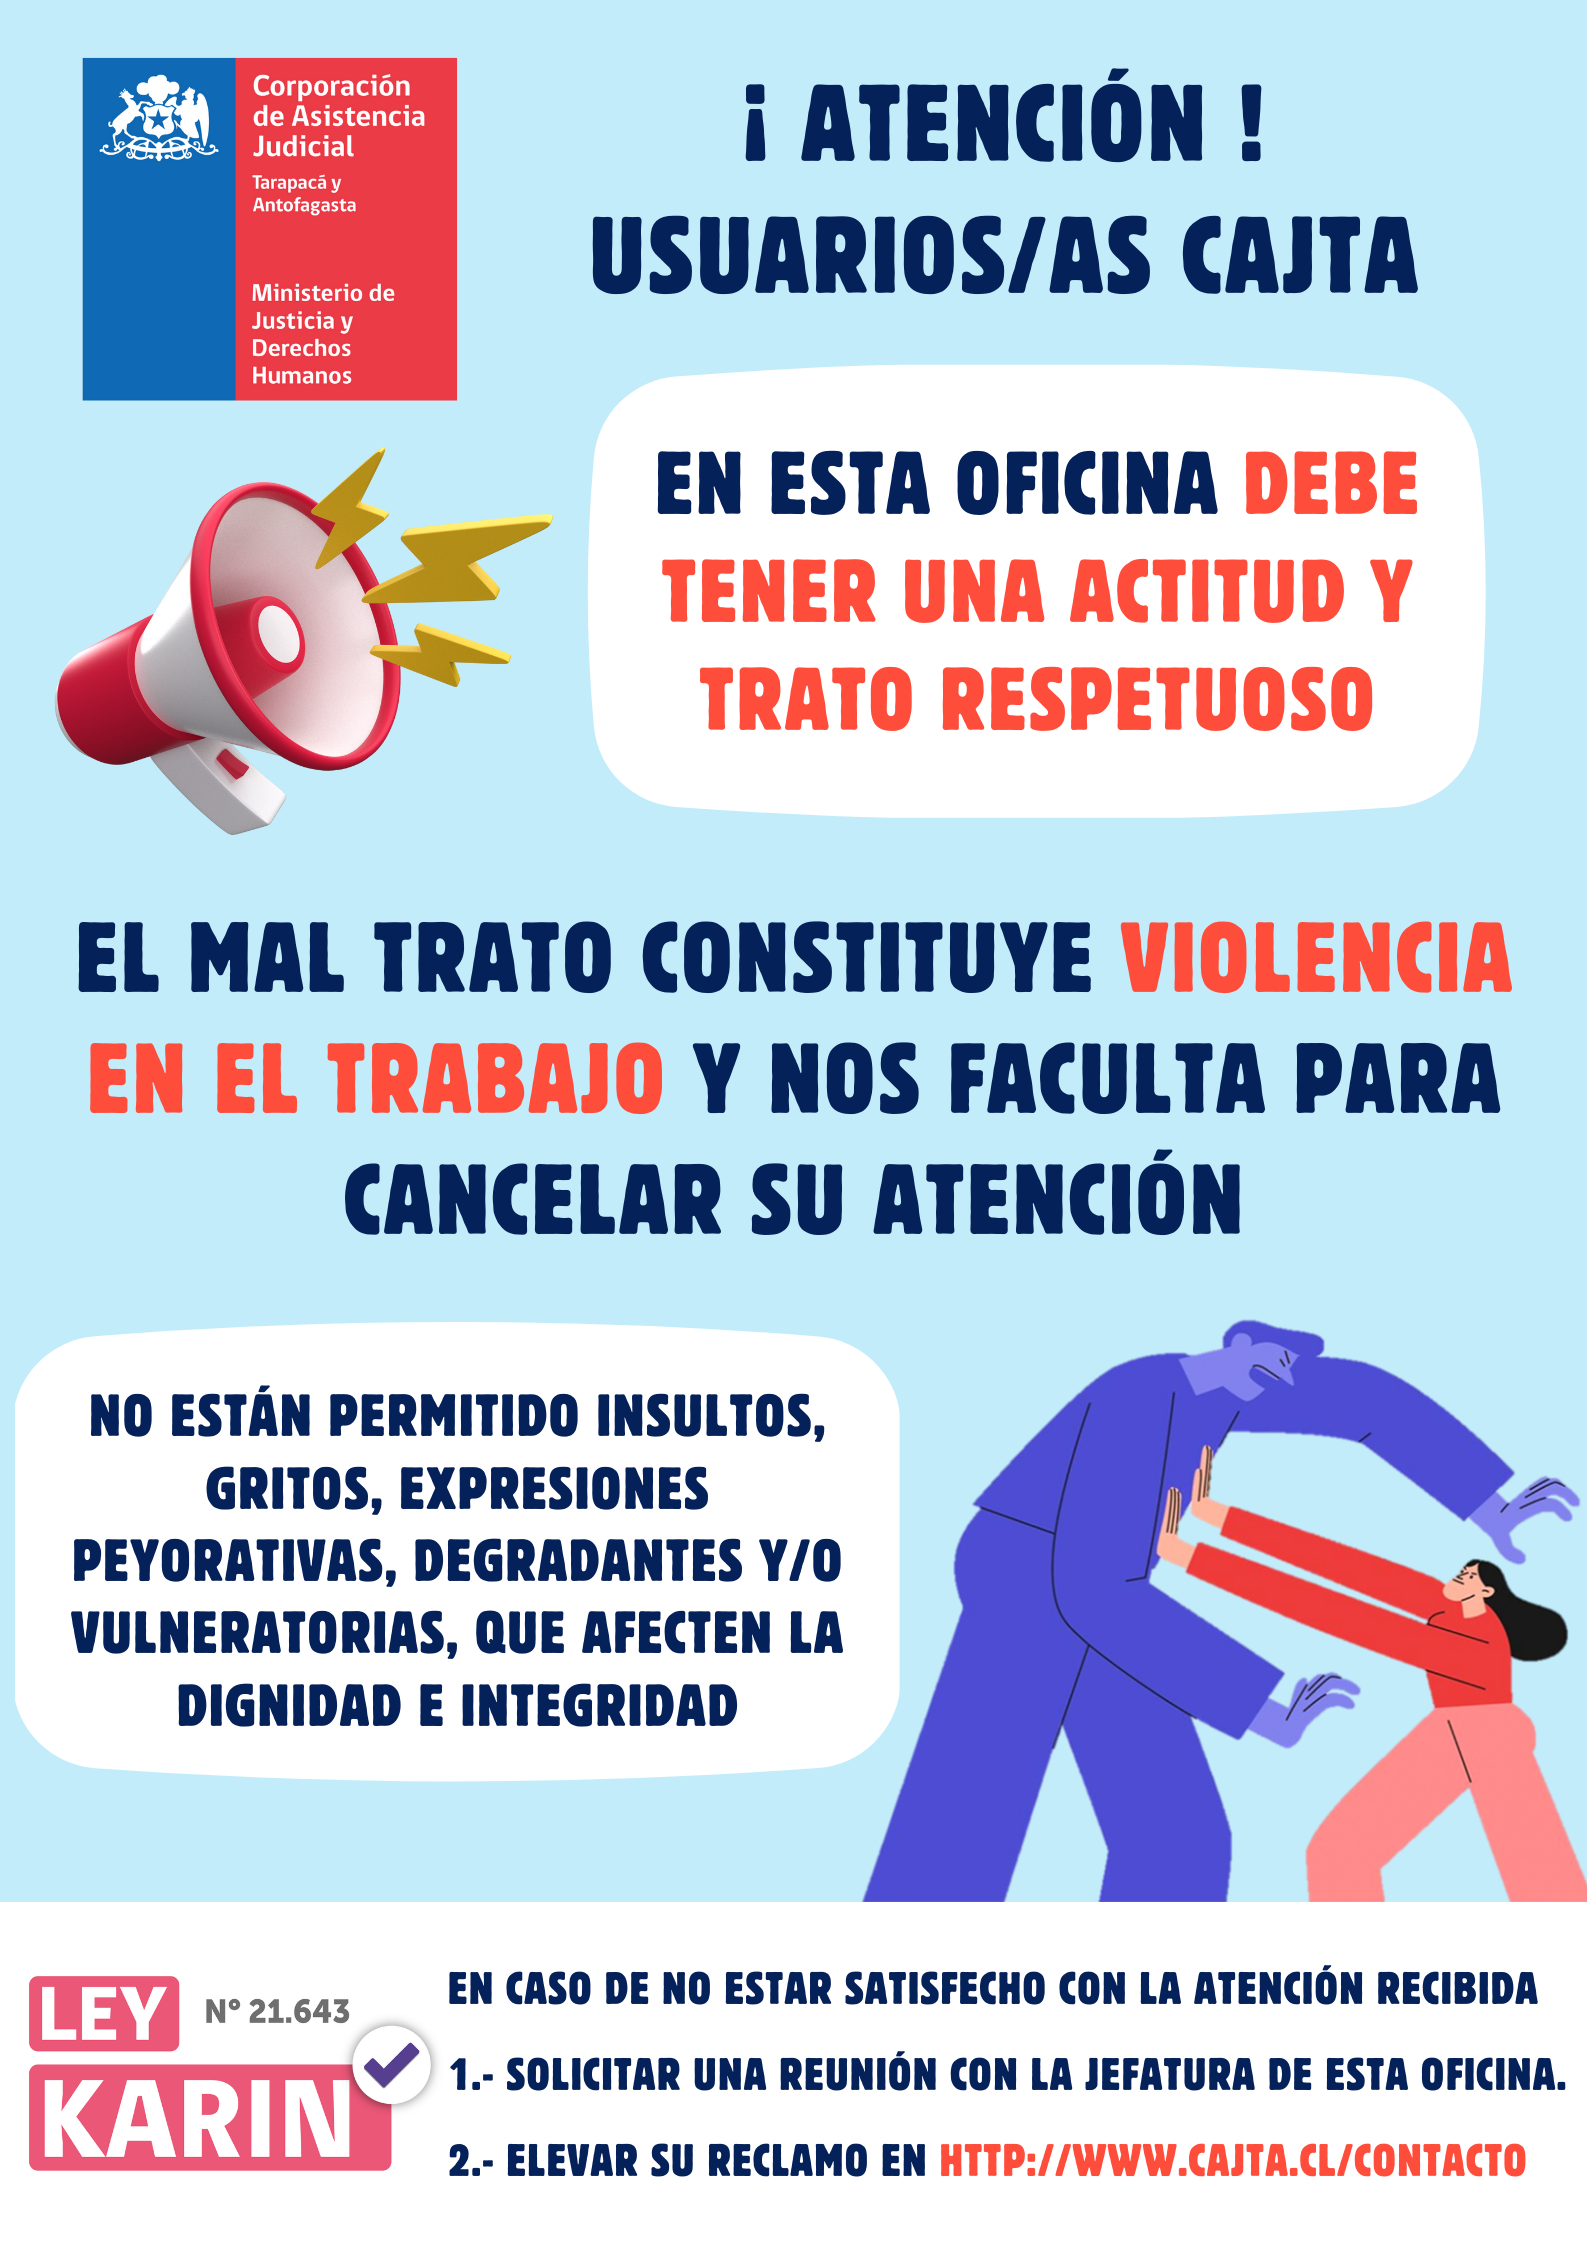 Corporación
de Asistencia
Judicial
Tarapacá y
Antofagasta
Ministerio de
Justicia y
Derechos
Humanos
¡ ATENCIÓN !
USUARIOS/AS CAJTA
EN ESTA OFICINA DEBE
TENER UNA ACTITUD Y
TRATO RESPETUOSO
EL MAL TRATO CONSTITUYE VIOLENCIA
EN EL TRABAJO Y NOS FACULTA PARA
CANCELAR SU ATENCIÓN
NO ESTÁN PERMITIDO INSULTOS,
GRITOS, EXPRESIONES
PEYORATIVAS, DEGRADANTES Y/O
VULNERATORIAS, QUE AFECTEN LA
DIGNIDAD E INTEGRIDAD
LEY N° 21.643
KARIN
EN CASO DE NO ESTAR SATISFECHO CON LA ATENCIÓN RECIBIDA
1.- SOLICITAR UNA REUNIÓN CON LA JEFATURA DE ESTA OFICINA.
2.- ELEVAR SU RECLAMO EN HTTP://WWW.CAJTA.CL/CONTACTO